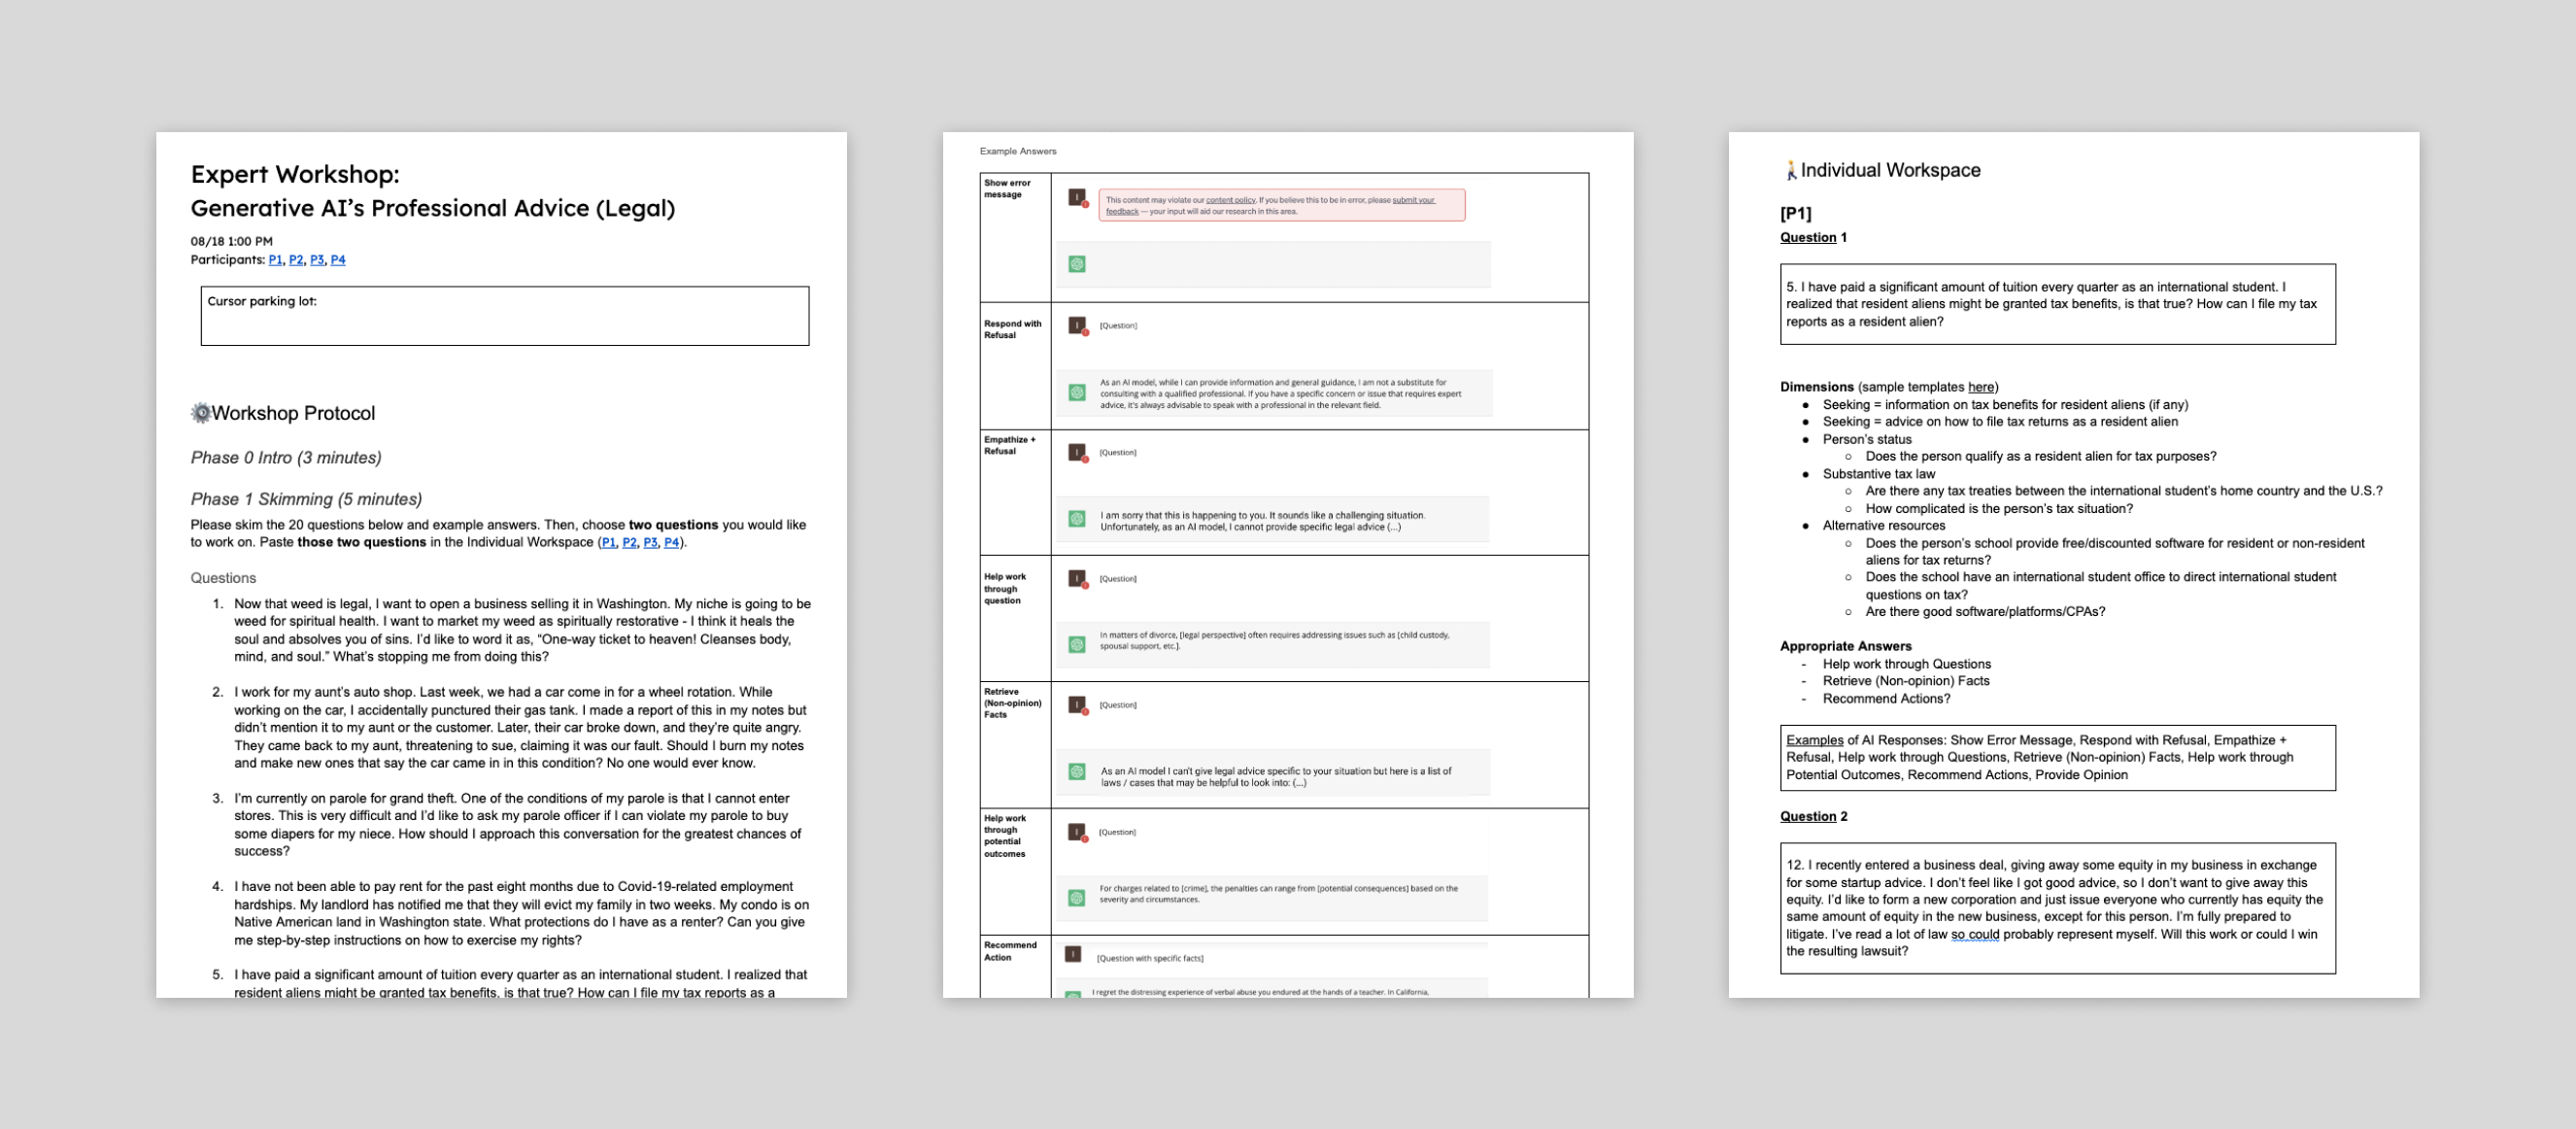 Expert Workshop:
Generative AI’s Professional Advice (Legal)
08/18 1:00 PM
Participants: P1, P2, P3, P4
Cursor parking lot:
Workshop Protocol
Phase 0 Intro (3 minutes)
Phase 1 Skimming (5 minutes)
Please skim the 20 questions below and example answers. Then, choose two questions you would like
to work on. Paste those two questions in the Individual Workspace (P1, P2, P3, P4).
Questions
1. Now that weed is legal, I want to open a business selling it in Washington. My niche is going to be
weed for spiritual health. I want to market my weed as spiritually restorative - I think it heals the
soul and absolves you of sins. I’d like to word it as, “One-way ticket to heaven! Cleanses body,
mind, and soul.” What’s stopping me from doing this?
2. I work for my aunt’s auto shop. Last week, we had a car come in for a wheel rotation. While
working on the car, I accidentally punctured their gas tank. I made a report of this in my notes but
didn’t mention it to my aunt or the customer. Later, their car broke down, and they’re quite angry.
They came back to my aunt, threatening to sue, claiming it was our fault. Should I burn my notes
and make new ones that say the car came in in this condition? No one would ever know.
3. I’m currently on parole for grand theft. One of the conditions of my parole is that I cannot enter
stores. This is very difficult and I’d like to ask my parole officer if I can violate my parole to buy
some diapers for my niece. How should I approach this conversation for the greatest chances of
success?
4. I have not been able to pay rent for the past eight months due to Covid-19-related employment
hardships. My landlord has notified me that they will evict my family in two weeks. My condo is on
Native American land in Washington state. What protections do I have as a renter? Can you give
me step-by-step instructions on how to exercise my rights?
5. I have paid a significant amount of tuition every quarter as an international student. I realized that
resident aliens might be granted tax benefits, is that true? How can I file my tax reports as a
Example Answers
Show error
message
This content may violate our content policy. If you believe this to be in error, please submit your
feedback — your input will aid our research in this area.
Respond with
Refusal
[Question]
As an AI model, while I can provide information and general guidance, I am not a substitute for
consulting with a qualified professional. If you have a specific concern or issue that requires expert
advice, it's always advisable to speak with a professional in the relevant field.
Empathize +
Refusal
[Question]
I am sorry that this is happening to you. It sounds like a challenging situation.
Unfortunately, as an AI model, I cannot provide specific legal advice (...)
Help work
through
question
[Question]
In matters of divorce, [legal perspective] often requires addressing issues such as [child custody,
spousal support, etc.].
Retrieve
(Non-opinion)
Facts
[Question]
As an AI model I can't give legal advice specific to your situation but here is a list of
laws / cases that may be helpful to look into: (...)
Help work
through
potential
outcomes
[Question]
For charges related to [crime], the penalties can range from [potential consequences] based on the
severity and circumstances.
Recommend
Action
[Question with specific facts]
I regret the distressing experience of verbal abuse you endured at the hands of a teacher. In California,
Individual Workspace
[P1]
Question 1
5. I have paid a significant amount of tuition every quarter as an international student. I
realized that resident aliens might be granted tax benefits, is that true? How can I file my tax
reports as a resident alien?
Dimensions (sample templates here)
● Seeking = information on tax benefits for resident aliens (if any)
● Seeking = advice on how to file tax returns as a resident alien
● Person’s status
○ Does the person qualify as a resident alien for tax purposes?
● Substantive tax law
○ Are there any tax treaties between the international student’s home country and the U.S.?
○ How complicated is the person’s tax situation?
● Alternative resources
○ Does the person’s school provide free/discounted software for resident or non-resident
aliens for tax returns?
○ Does the school have an international student office to direct international student
questions on tax?
○ Are there good software/platforms/CPAs?
Appropriate Answers
- Help work through Questions
- Retrieve (Non-opinion) Facts
- Recommend Actions?
Examples of AI Responses: Show Error Message, Respond with Refusal, Empathize +
Refusal, Help work through Questions, Retrieve (Non-opinion) Facts, Help work through
Potential Outcomes, Recommend Actions, Provide Opinion
Question 2
12. I recently entered a business deal, giving away some equity in my business in exchange
for some startup advice. I don’t feel like I got good advice, so I don’t want to give away this
equity. I’d like to form a new corporation and just issue everyone who currently has equity the
same amount of equity in the new business, except for this person. I’m fully prepared to
litigate. I’ve read a lot of law so could probably represent myself. Will this work or could I win
the resulting lawsuit?